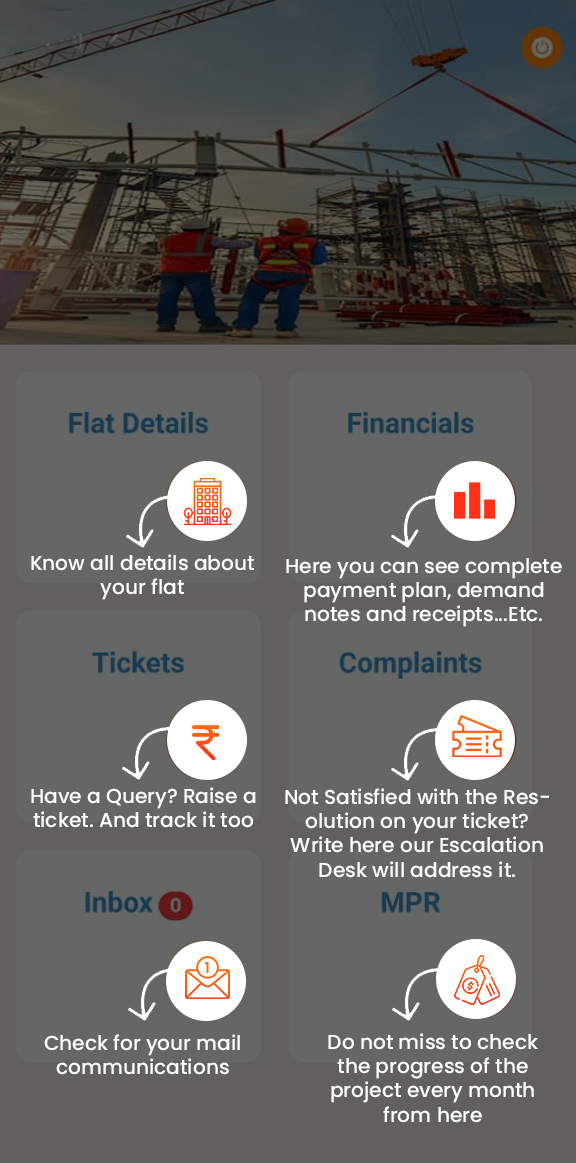 Flat Details
Know all details about
your flat
Financials
Here you can see complete
payment plan, demand
notes and receipts...Etc.
Tickets
₹
Have a Query? Raise a
ticket. And track it too
Complaints
Not Satisfied with the Res-
olution on your ticket?
Write here our Escalation
Desk will address it.
Inbox 0
1
Check for your mail
communications
MPR
$
Do not miss to check
the progress of the
project every month
from here